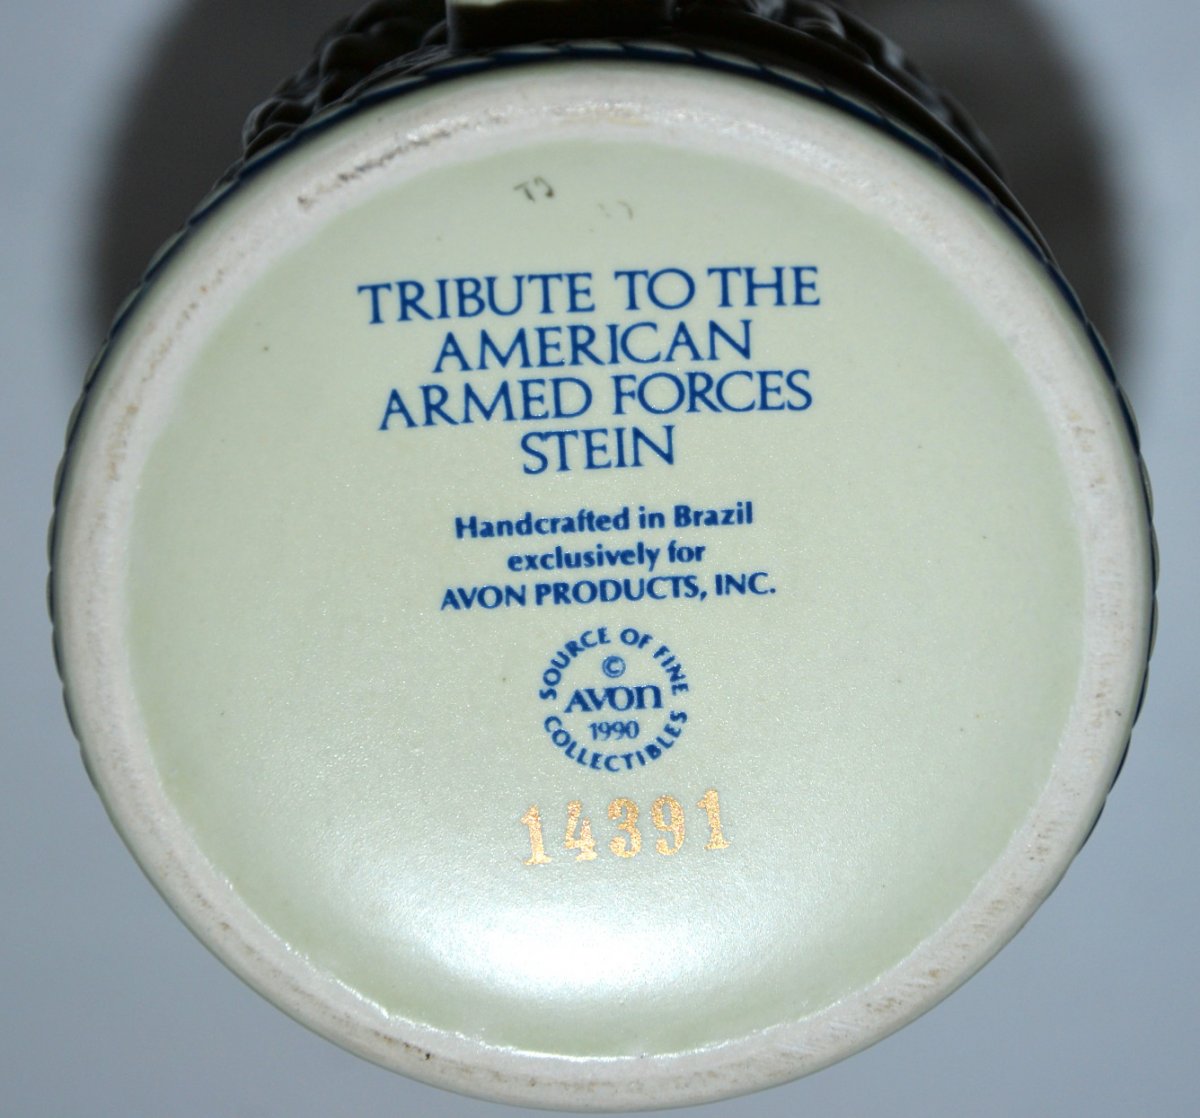 TRIBUTE TO THE
AMERICAN
ARMED FORCES
STEIN
Handcrafted in Brazil
exclusively for
AVON PRODUCTS, INC.
SOURCE OF FINE
©
AVON
1990
COLLECTIBLES
14391